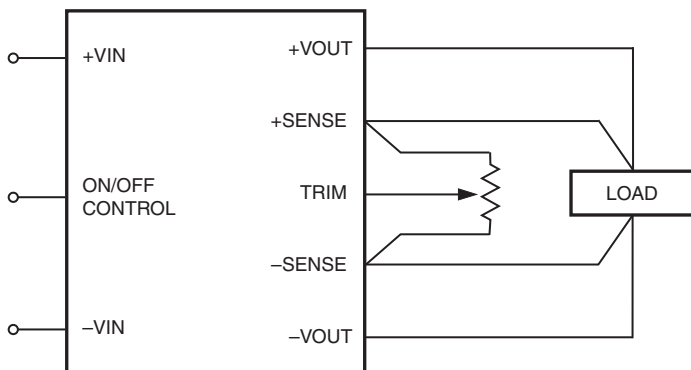 +VIN
ON/OFF
CONTROL
–VIN
+VOUT
+SENSE
TRIM
–SENSE
–VOUT
LOAD